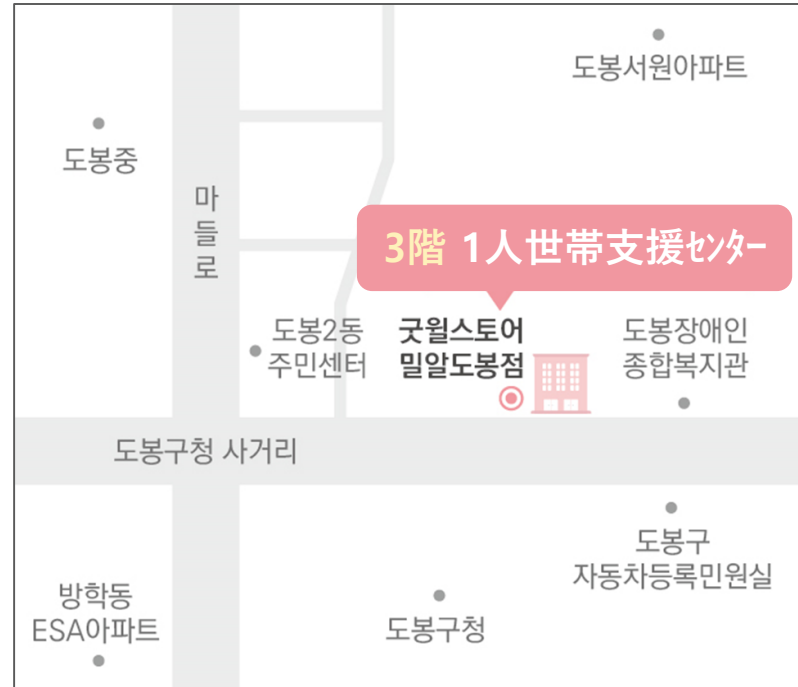 도봉서원아파트
도봉중
마들로
3階 1人世帯支援ｾﾝﾀｰ
도봉2동
주민센터
굿윌스토어
밀알도봉점
도봉장애인
종합복지관
도봉구청 사거리
도봉구
자동차등록민원실
방학동
ESA아파트
도봉구청